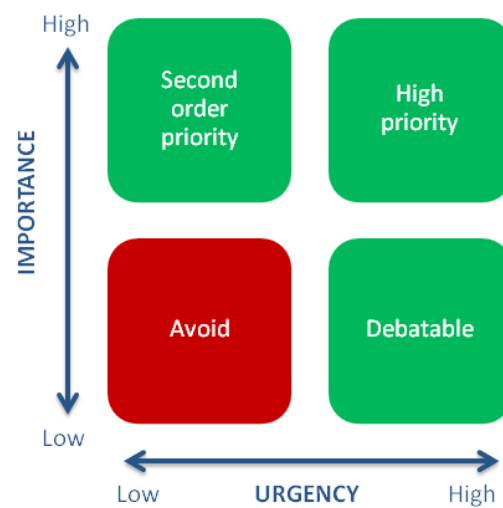 High
Second
order
priority
High
priority
IMPORTANCE
Avoid
Debatable
Low
Low
URGENCY
High